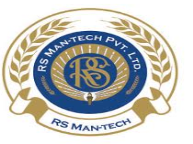 RS MAN-TECH PVT. LTD.
RS
RS MAN-TECH